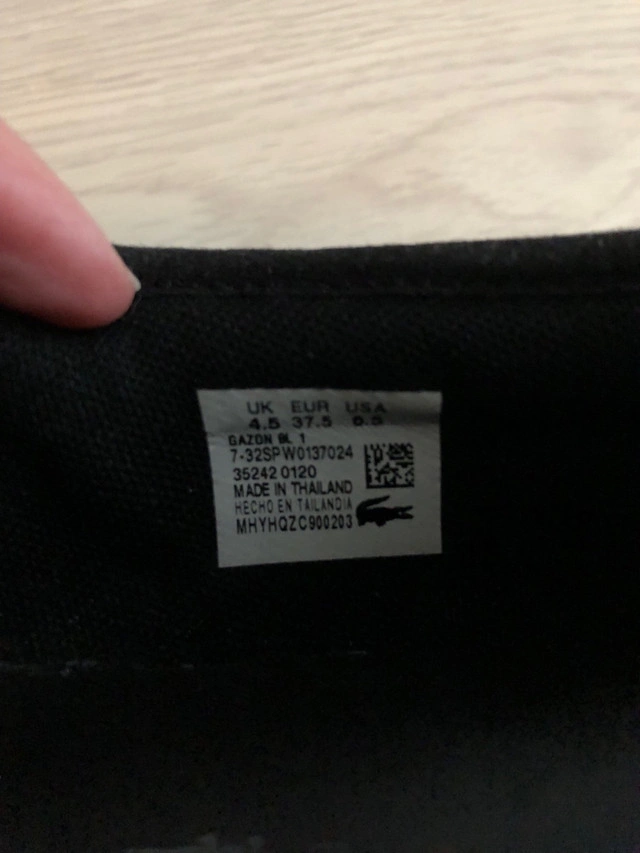 UK EUR USA
4.5 37.5 6.5
GAZON BL 1
7-32SPW0137024
35242 0120
MADE IN THAILAND
HECHO EN TAILANDIA
MHYHQZC900203